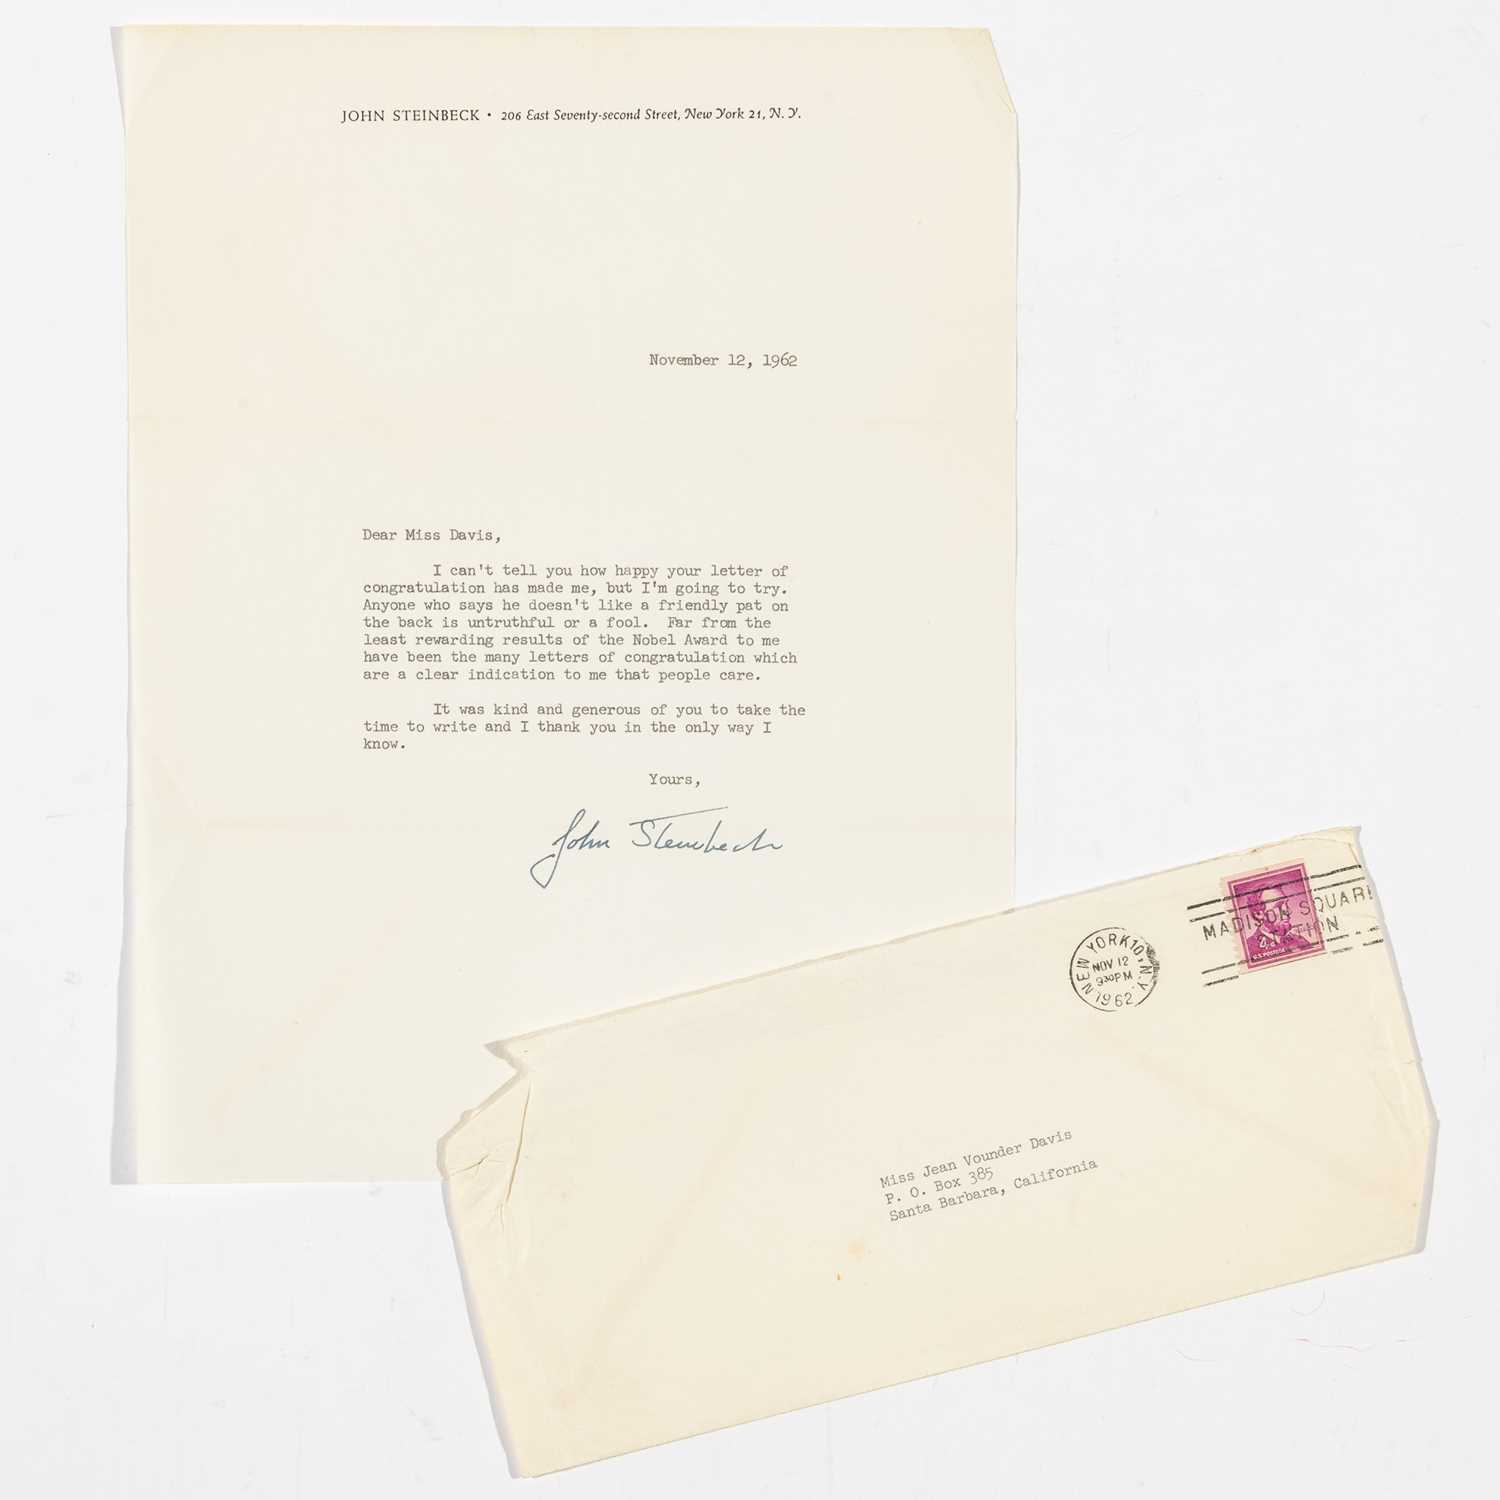 JOHN STEINBECK • 206 East Seventy-second Street, New York 21, N. Y.
November 12, 1962
Dear Miss Davis,
I can't tell you how happy your letter of
congratulation has made me, but I'm going to try.
Anyone who says he doesn't like a friendly pat on
the back is untruthful or a fool. Far from the
least rewarding results of the Nobel Award to me
have been the many letters of congratulation which
are a clear indication to me that people care.
It was kind and generous of you to take the
time to write and I thank you in the only way I
know.
Yours,
John Steinbeck
NEW YORK 10, N.Y.
NOV 12
9 30 PM
1962
MADISON SQUARE
STATION
4¢
U.S. POSTAGE
Miss Jean Vounder Davis
P. O. Box 385
Santa Barbara, California